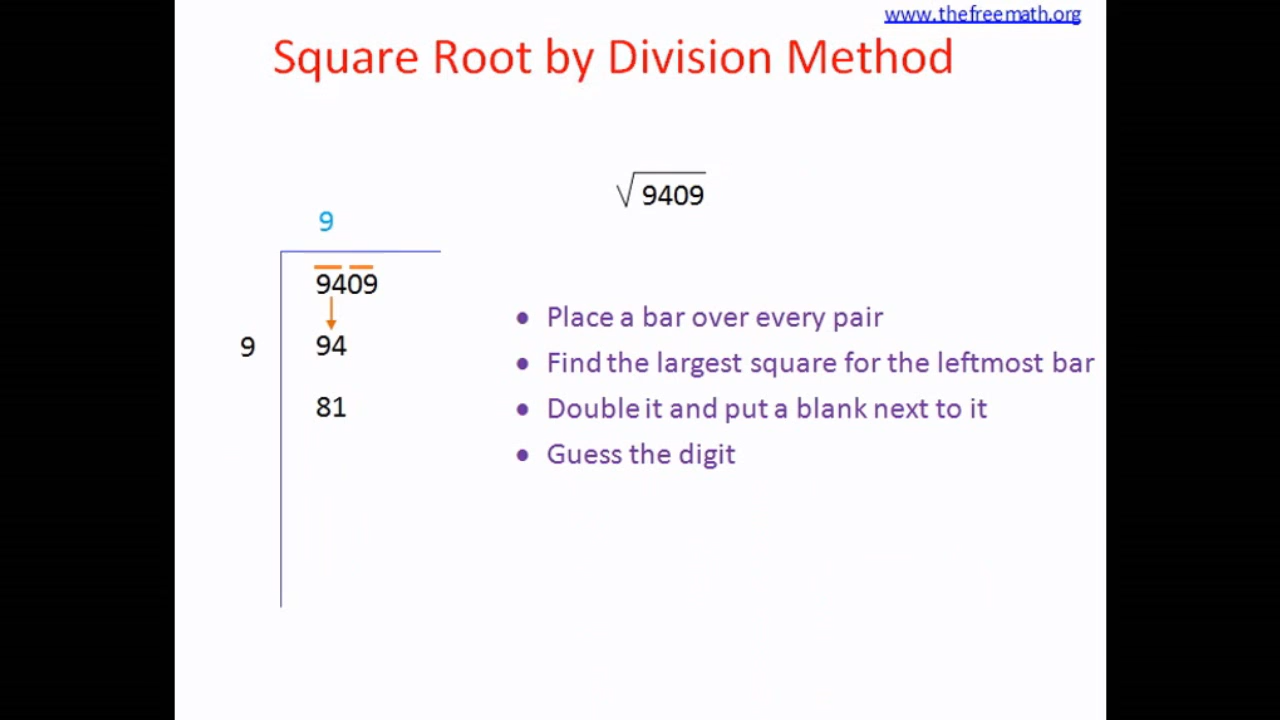 www.thefreemath.org
Square Root by Division Method
√9409
9
9409
9 94
81
• Place a bar over every pair
• Find the largest square for the leftmost bar
• Double it and put a blank next to it
• Guess the digit